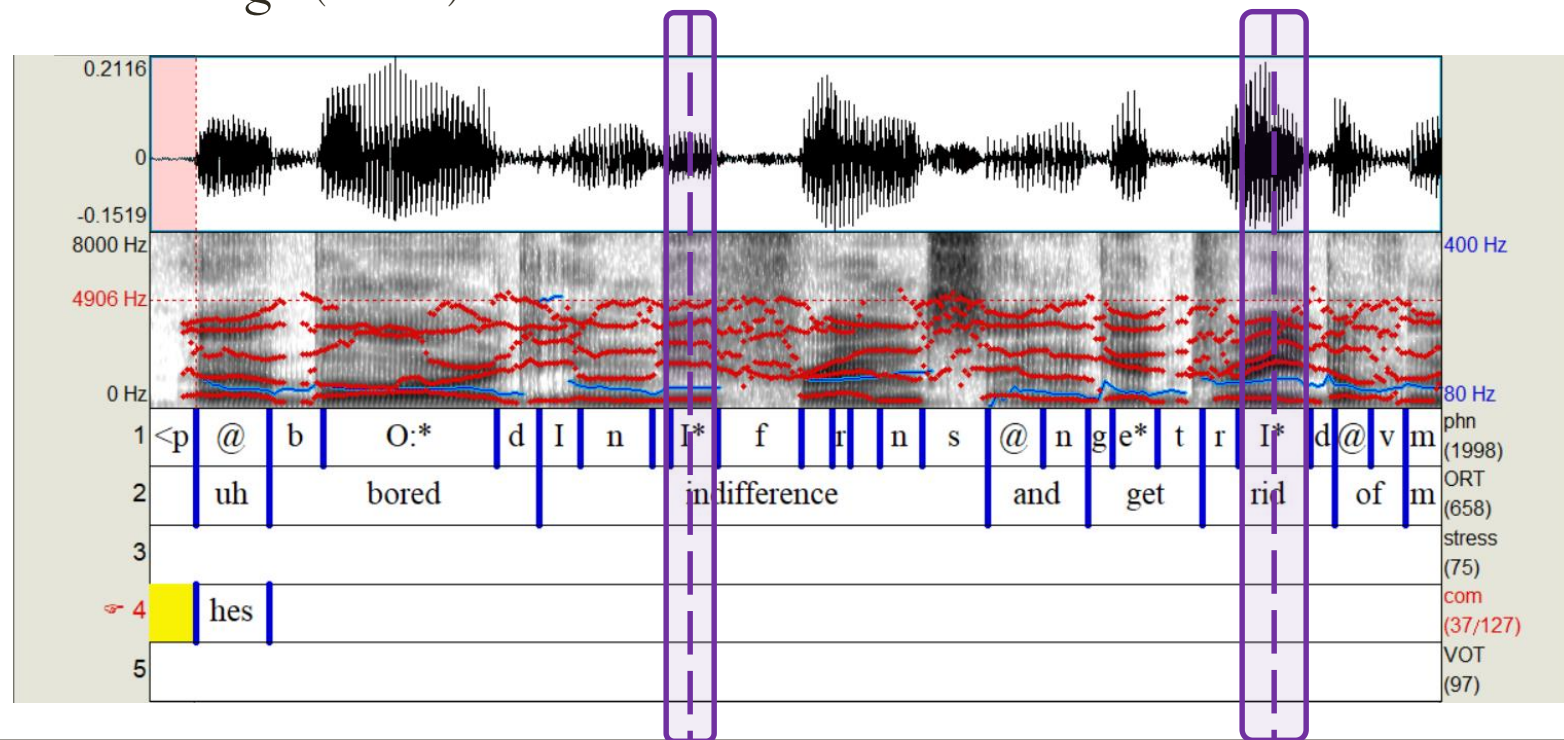 0.2116
0
-0.1519
8000 Hz
4906 Hz
0 Hz
400 Hz
80 Hz
1 <p @ b O:* d I n I* f r n s @ n g e* t r I* d @ v m phn (1998)
2 uh bored indifference and get rid of m ORT (658)
3 stress (75)
4 hes com (37/127)
5 VOT (97)